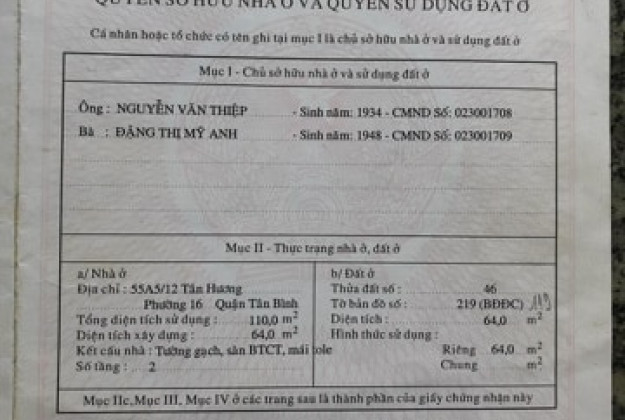 QUYỀN SỞ HỮU NHÀ Ở VÀ QUYỀN SỬ DỤNG ĐẤT Ở
Cá nhân hoặc tổ chức có tên ghi tại mục I là chủ sở hữu nhà ở và sử dụng đất ở
Mục I - Chủ sở hữu nhà ở và sử dụng đất ở
Ông : NGUYỄN VĂN THIỆP - Sinh năm: 1934 - CMND Số: 023001708
Bà : ĐẶNG THỊ MỸ ANH - Sinh năm: 1948 - CMND Số: 023001709
Mục II - Thực trạng nhà ở, đất ở
a/ Nhà ở
Địa chỉ : 55A5/12 Tân Hương
Phường 16 Quận Tân Bình
Tổng diện tích sử dụng : 110,0 m²
Diện tích xây dựng : 64,0 m²
Kết cấu nhà : Tường gạch, sàn BTCT, mái tole
Số tầng : 2
b/ Đất ở
Thửa đất số : 46
Tờ bản đồ số : 219 (BĐĐC)
Diện tích : 64,0 m²
Hình thức sử dụng :
Riêng 64,0 m²
Chung m²
Mục IIc, Mục III, Mục IV ở các trang sau là thành phần của giấy chứng nhận này